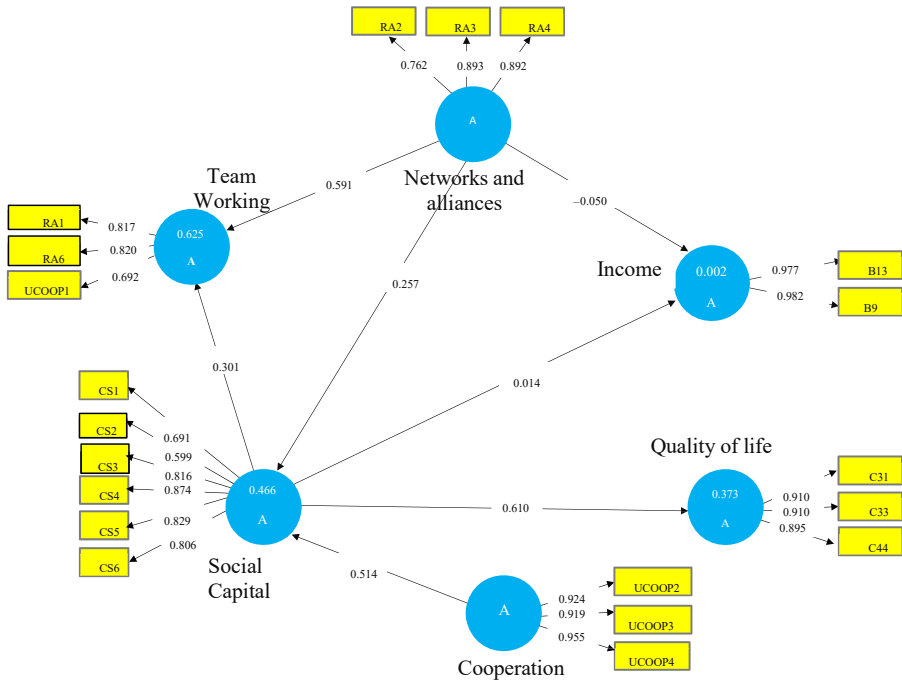 RA2
RA3
RA4
0.762
0.893
0.892
A
Networks and
alliances
Team
Working
0.591
−0.050
RA1
RA6
UCOOP1
0.817
0.820
0.692
0.625
A
0.257
Income
0.002
A
0.977
0.982
B13
B9
0.301
0.014
CS1
CS2
CS3
CS4
CS5
CS6
0.691
0.599
0.816
0.874
0.829
0.806
0.466
A
Social
Capital
0.610
Quality of life
0.373
A
0.910
0.910
0.895
C31
C33
C44
0.514
A
Cooperation
0.924
0.919
0.955
UCOOP2
UCOOP3
UCOOP4